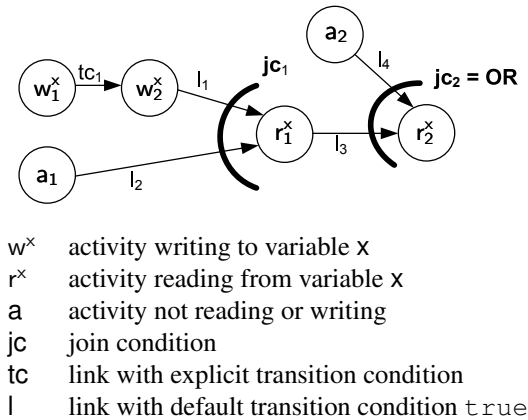 a2
jc1
jc2 = OR
tc1
l1
l4
w1x
w2x
r1x
r2x
l3
a1
l2
wx activity writing to variable x
rx activity reading from variable x
a activity not reading or writing
jc join condition
tc link with explicit transition condition
l link with default transition condition true